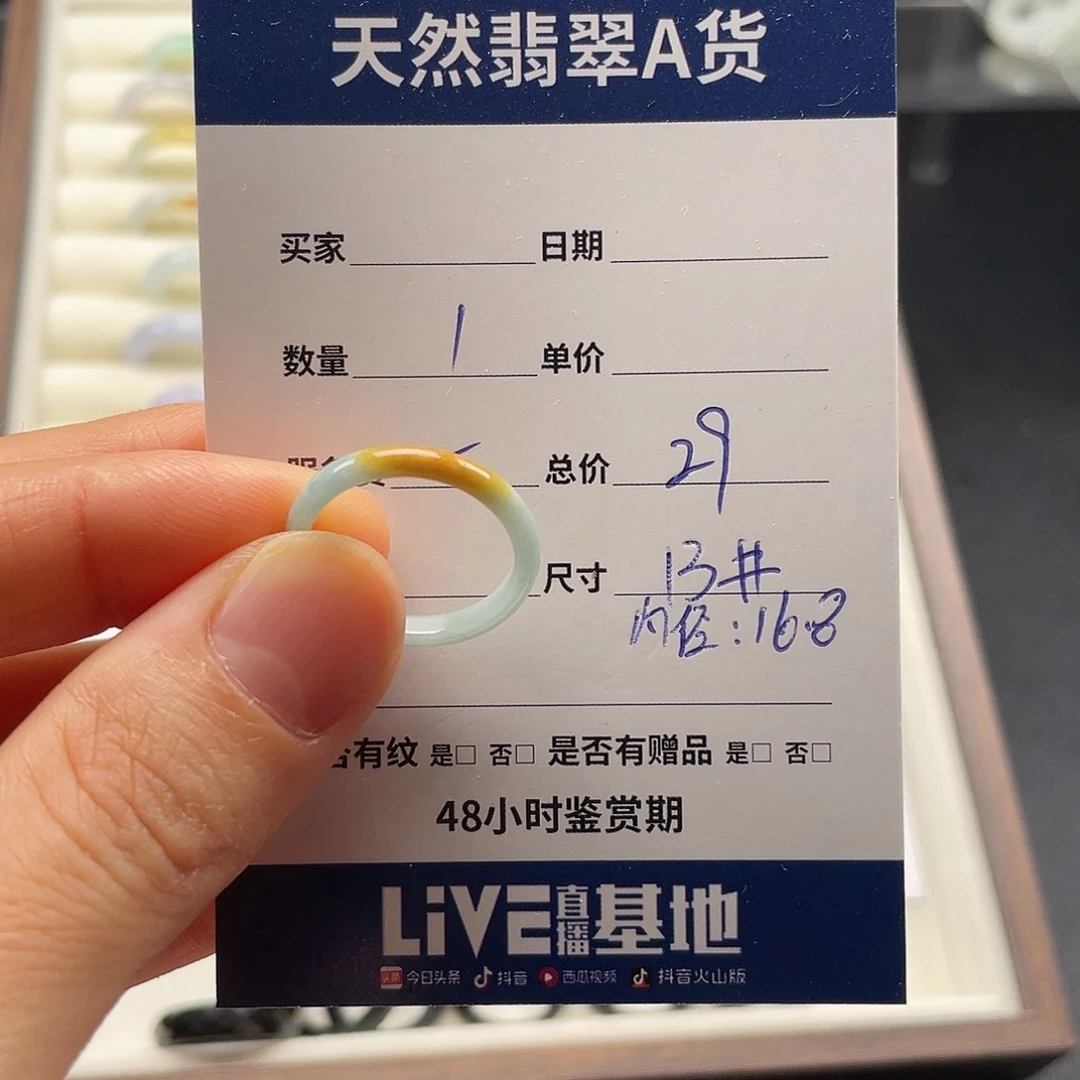 天然翡翠A货
买家 日期
数量 1 单价
总价 29
尺寸 13#
内径:16.8
否有纹 是□ 否□ 是否有赠品 是□ 否□
48小时鉴赏期
LiVE直播基地
头条 今日头条 抖音 西瓜视频 抖音火山版